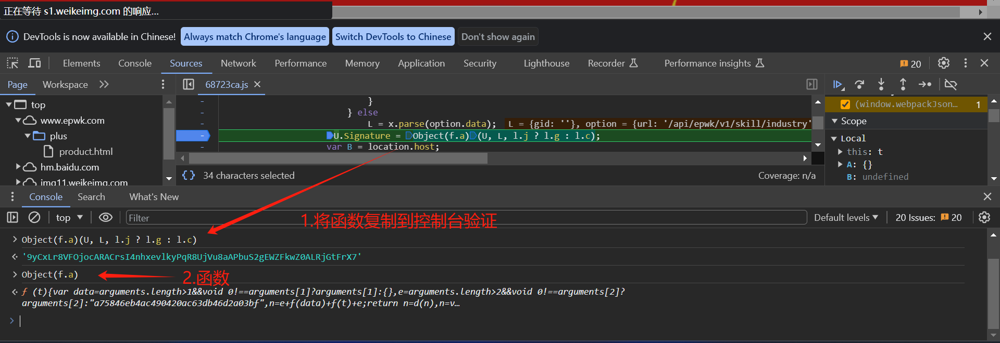 正在等待 s1.weikeimg.com 的响应...
DevTools is now available in Chinese! Always match Chrome's language Switch DevTools to Chinese Don't show again
Elements Console Sources Network Performance Memory Application Security Lighthouse Recorder Performance insights 20
Page Workspace 68723ca.js
top
www.epwk.com
plus
product.html
hm.baidu.com
img11.weikeimg.com
}
} else
L = x.parse(option.data); L = {gid: ''}, option = {url: '/api/epwk/v1/skill/industry'
U.Signature = Object(f.a)(U, L, l.j ? l.g : l.c);
var B = location.host;
{} 34 characters selected Coverage: n/a
(window.webpackJson… 1
Scope
Local
this: t
A: {}
B: undefined
Console Search What's New
top Filter Default levels 20 Issues: 20
1.将函数复制到控制台验证
Object(f.a)(U, L, l.j ? l.g : l.c)
'9yCxLr8VFOjocARACrsI4nhxevlkyPqR8UjVu8aAPbuS2gEWZFkwZ0ALRjGtFrX7'
Object(f.a)
2.函数
ƒ (t){var data=arguments.length>1&&void 0!==arguments[1]?arguments[1]:{},e=arguments.length>2&&void 0!==arguments[2]?
arguments[2]:"a75846eb4ac490420ac63db46d2a03bf",n=e+f(data)+f(t)+e;return n=d(n),n=v…